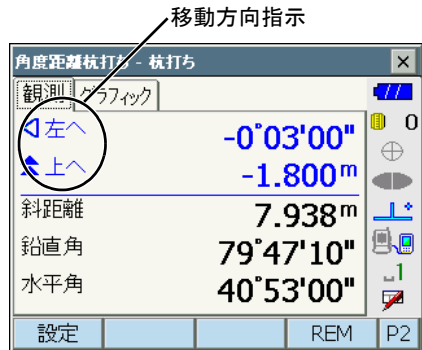 移動方向指示
角度距離杭打ち - 杭打ち
観測 グラフィック
左へ -0°03'00"
上へ -1.800m
斜距離 7.938m
鉛直角 79°47'10"
水平角 40°53'00"
0
1
設定 REM P2